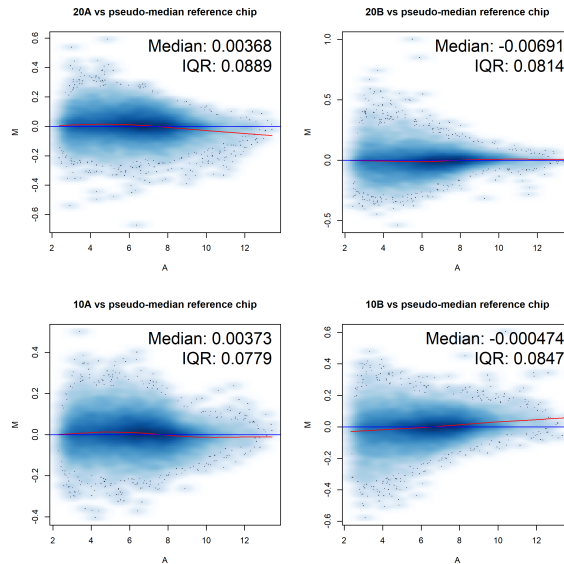 20A vs pseudo-median reference chip
Median: 0.00368
IQR: 0.0889
M
0.6
0.4
0.2
0.0
-0.2
-0.4
-0.6
2 4 6 8 10 12
A
20B vs pseudo-median reference chip
Median: -0.00691
IQR: 0.0814
M
1.0
0.5
0.0
-0.5
2 4 6 8 10 12
A
10A vs pseudo-median reference chip
Median: 0.00373
IQR: 0.0779
M
0.4
0.2
0.0
-0.2
-0.4
2 4 6 8 10 12
A
10B vs pseudo-median reference chip
Median: -0.000474
IQR: 0.0847
M
0.6
0.4
0.2
0.0
-0.2
-0.4
-0.6
2 4 6 8 10 12
A